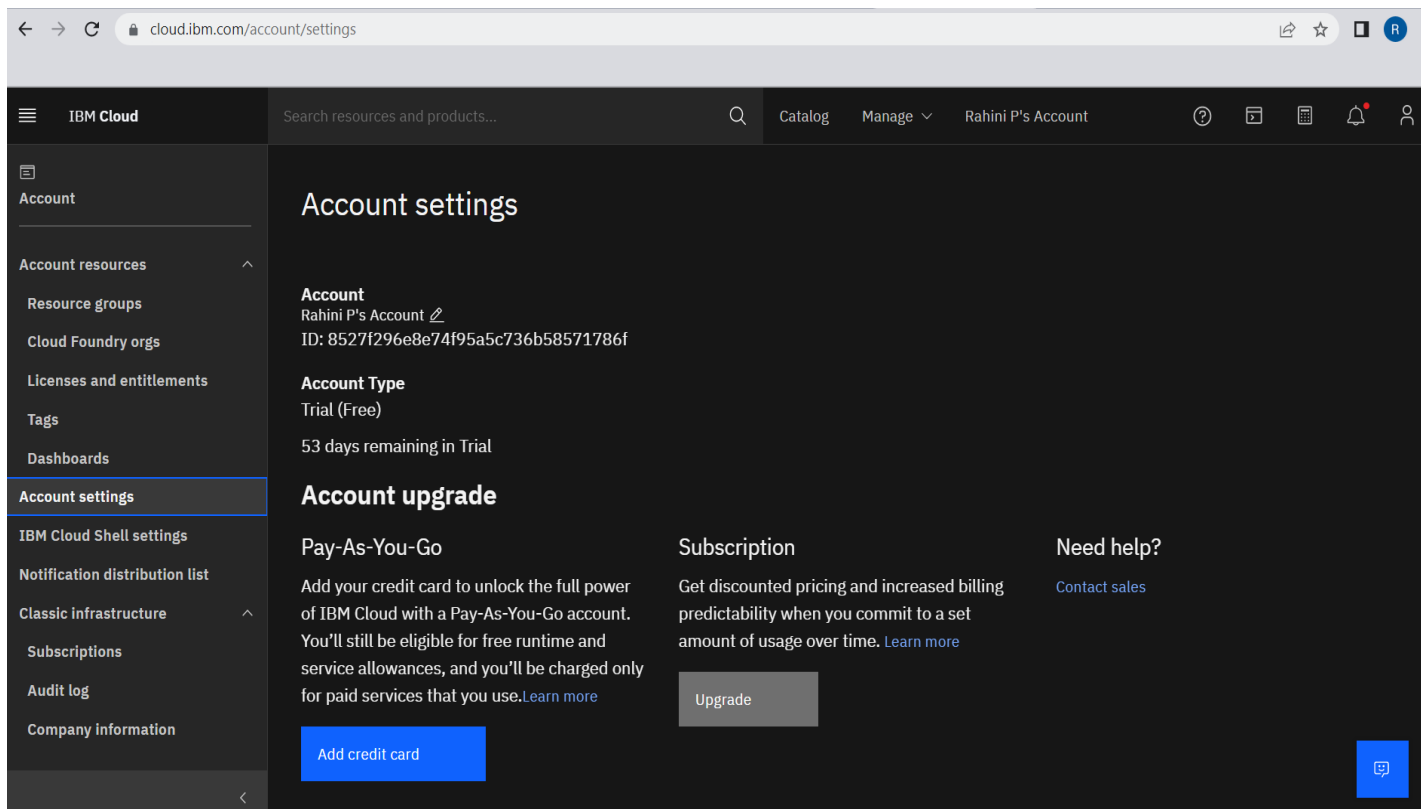 cloud.ibm.com/account/settings
R
IBM Cloud
Search resources and products...
Catalog
Manage
Rahini P's Account
Account
Account resources
Resource groups
Cloud Foundry orgs
Licenses and entitlements
Tags
Dashboards
Account settings
IBM Cloud Shell settings
Notification distribution list
Classic infrastructure
Subscriptions
Audit log
Company information
Account settings
Account
Rahini P's Account
ID: 8527f296e8e74f95a5c736b58571786f
Account Type
Trial (Free)
53 days remaining in Trial
Account upgrade
Pay-As-You-Go
Add your credit card to unlock the full power
of IBM Cloud with a Pay-As-You-Go account.
You’ll still be eligible for free runtime and
service allowances, and you’ll be charged only
for paid services that you use.Learn more
Add credit card
Subscription
Get discounted pricing and increased billing
predictability when you commit to a set
amount of usage over time. Learn more
Upgrade
Need help?
Contact sales